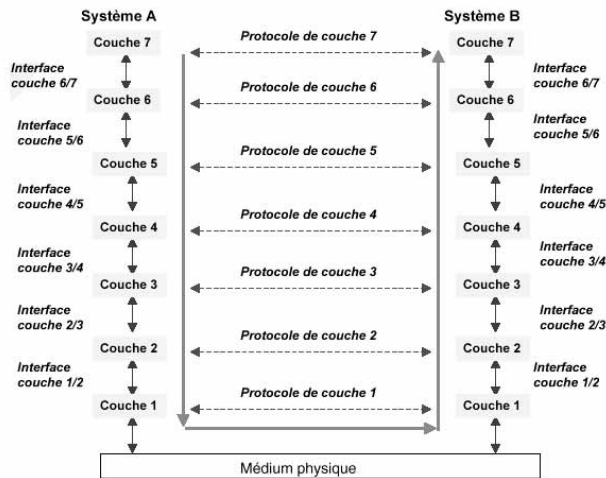 Système A
Système B
Couche 7
Protocole de couche 7
Couche 7
Interface
couche 6/7
Interface
couche 6/7
Couche 6
Protocole de couche 6
Couche 6
Interface
couche 5/6
Interface
couche 5/6
Couche 5
Protocole de couche 5
Couche 5
Interface
couche 4/5
Interface
couche 4/5
Couche 4
Protocole de couche 4
Couche 4
Interface
couche 3/4
Interface
couche 3/4
Couche 3
Protocole de couche 3
Couche 3
Interface
couche 2/3
Interface
couche 2/3
Couche 2
Protocole de couche 2
Couche 2
Interface
couche 1/2
Interface
couche 1/2
Couche 1
Protocole de couche 1
Couche 1
Médium physique